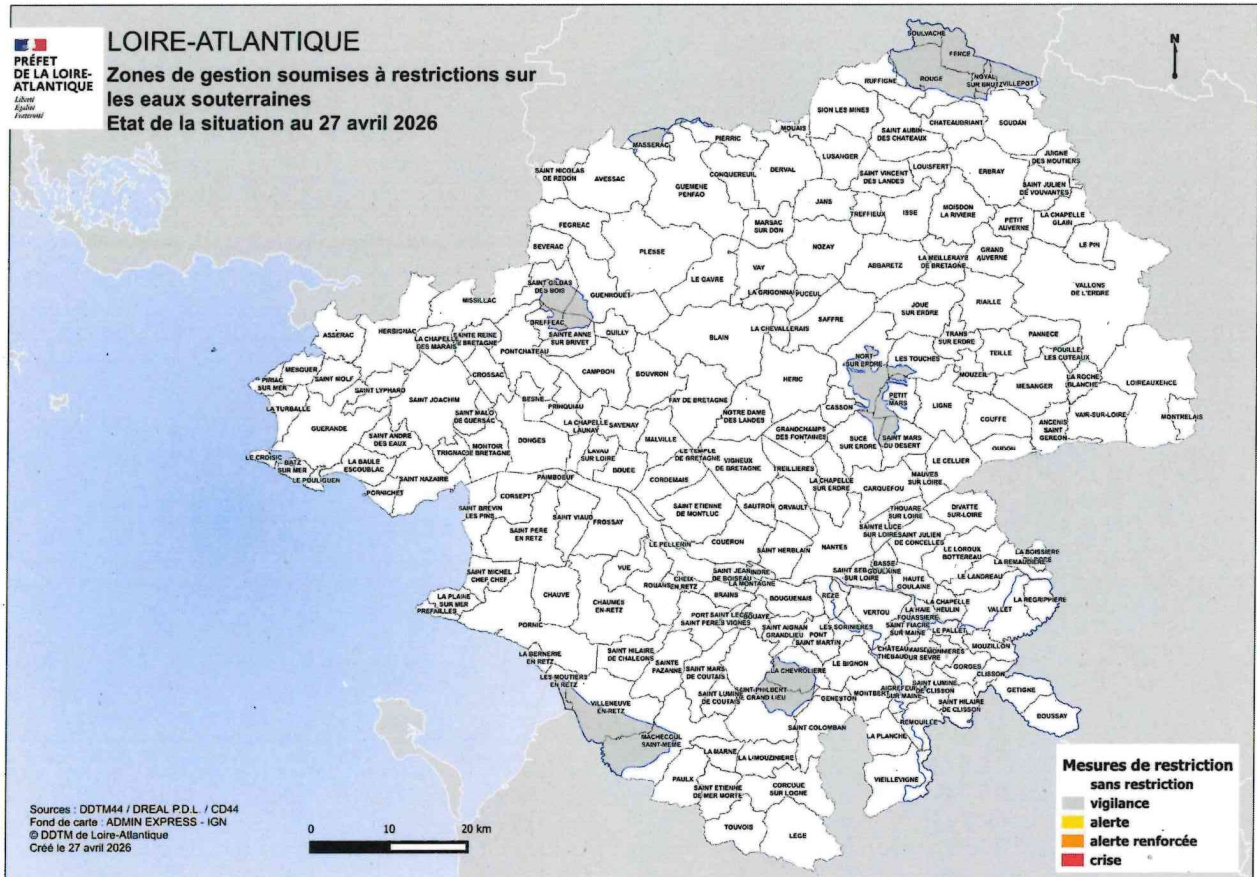 PRÉFET
DE LA LOIRE-
ATLANTIQUE
Liberté
Égalité
Fraternité
LOIRE-ATLANTIQUE
Zones de gestion soumises à restrictions sur
les eaux souterraines
Etat de la situation au 27 avril 2026
N
SOULVACHE
FERCE
ROUGE
NOYAL
SUR BRUTZ
VILLEPOT
RUFFIGNE
SION LES MINES
CHATEAUBRIANT
SOUDAN
MOUAIS
SAINT AUBIN
DES CHATEAUX
PIERRIC
MASSERAC
LUSANGER
JUIGNE
DES MOUTIERS
LOUISFERT
SAINT NICOLAS
DE REDON
AVESSAC
GUEMENE
PENFAO
CONQUEREUIL
DERVAL
SAINT VINCENT
DES LANDES
ERBRAY
SAINT JULIEN
DE VOUVANTES
JANS
TREFFIEUX
ISSE
MOISDON
LA RIVIERE
PETIT
AUVERNE
LA CHAPELLE
GLAIN
FEGREAC
MARSAC
SUR DON
SEVERAC
PLESSE
NOZAY
GRAND
AUVERNE
LE PIN
LE GAVRE
VAY
ABBARETZ
LA MEILLERAYE
DE BRETAGNE
VALLONS
DE L'ERDRE
SAINT GILDAS
DES BOIS
GUENROUET
LA GRIGONNAI
PUCEUL
RIAILLE
MISSILLAC
JOUE
SUR ERDRE
SAFFRE
DREFFEAC
ASSERAC
HERBIGNAC
LA CHAPELLE
DES MARAIS
SAINTE REINE
DE BRETAGNE
SAINTE ANNE
SUR BRIVET
QUILLY
BLAIN
LA CHEVALLERAIS
TRANS
SUR ERDRE
PANNECE
PONTCHATEAU
TEILLE
POUILLE
LES COTEAUX
NORT
SUR ERDRE
LES TOUCHES
MESQUER
PIRIAC
SUR MER
SAINT MOLF
CROSSAC
CAMPBON
BOUVRON
HERIC
MOUZEIL
MESANGER
LA ROCHE
BLANCHE
LOIREAUXENCE
SAINT LYPHARD
SAINT JOACHIM
BESNE
PRINQUIAU
FAY DE BRETAGNE
PETIT
MARS
LIGNE
LA TURBALLE
GUERANDE
SAINT MALO
DE GUERSAC
LA CHAPELLE
LAUNAY
SAVENAY
NOTRE DAME
DES LANDES
CASSON
COUFFE
VAIR-SUR-LOIRE
MONTRELAIS
ANCENIS
SAINT
GEREON
SAINT ANDRE
DES EAUX
DONGES
MALVILLE
GRANDCHAMPS
DES FONTAINES
SUCE
SUR ERDRE
SAINT MARS
DU DESERT
OUDON
TRIGNAC
MONTOIR
DE BRETAGNE
LAVAU
SUR LOIRE
BOUEE
LE TEMPLE
DE BRETAGNE
VIGNEUX
DE BRETAGNE
LE CELLIER
LE CROISIC
BATZ
SUR MER
LE POULIGUEN
LA BAULE
ESCOUBLAC
PORNICHET
SAINT NAZAIRE
PAIMBOEUF
CORDEMAIS
TREILLIERES
LA CHAPELLE
SUR ERDRE
CARQUEFOU
MAUVES
SUR LOIRE
CORSEPT
SAINT BREVIN
LES PINS
SAINT VIAUD
FROSSAY
SAINT ETIENNE
DE MONTLUC
SAUTRON
ORVAULT
THOUARE
SUR LOIRE
DIVATTE
SUR-LOIRE
SAINT PERE
EN RETZ
LE PELLERIN
COUERON
SAINT HERBLAIN
NANTES
SAINTE LUCE
SUR LOIRE
SAINT JULIEN
DE CONCELLES
LE LOROUX
BOTTEREAU
LA BOISSIERE
LA REMAUDIERE
SAINT MICHEL
CHEF CHEF
VUE
ROUANS
CHEIX
EN RETZ
SAINT JEAN
DE BOISEAU
INDRE
LA MONTAGNE
SAINT SEB
SUR LOIRE
BASSE
GOULAINE
HAUTE
GOULAINE
LE LANDREAU
LA PLAINE
SUR MER
PREFAILLES
CHAUVE
CHAUMES
EN-RETZ
BRAINS
BOUGUENAIS
REZE
VERTOU
LA HAIE
FOUASSIERE
LA CHAPELLE
HEULIN
VALLET
LA REGRIPPIERE
PORT
SAINT PERE
BOUAYE
SAINT AIGNAN
GRANDLIEU
PONT
SAINT MARTIN
LES SORINIERES
SAINT FIACRE
SUR MAINE
LE PALLET
PORNIC
CHATEAU
THEBAUD
MONNIERES
MOUZILLON
LA BERNERIE
EN RETZ
SAINT HILAIRE
DE CHALEONS
SAINTE
PAZANNE
SAINT MARS
DE COUTAIS
LA CHEVROLIERE
LE BIGNON
GORGES
CLISSON
LES MOUTIERS
EN RETZ
VILLENEUVE
EN-RETZ
SAINT LUMINE
DE COUTAIS
SAINT-PHILBERT
DE GRAND LIEU
GENESTON
MONTBERT
AIGREFEUILLE
SUR MAINE
SAINT LUMINE
DE CLISSON
SAINT HILAIRE
DE CLISSON
GETIGNE
BOUSSAY
MACHECOUL
SAINT-MEME
SAINT COLOMBAN
REMOUILLE
LA PLANCHE
LA MARNE
LA LIMOUZINIERE
PAULX
SAINT ETIENNE
DE MER MORTE
CORCOUE
SUR LOGNE
VIEILLEVIGNE
TOUVOIS
LEGE
Mesures de restriction
sans restriction
vigilance
alerte
alerte renforcée
crise
Sources : DDTM44 / DREAL P.D.L. / CD44
Fond de carte : ADMIN EXPRESS - IGN
© DDTM de Loire-Atlantique
Créé le 27 avril 2026
0 10 20 km